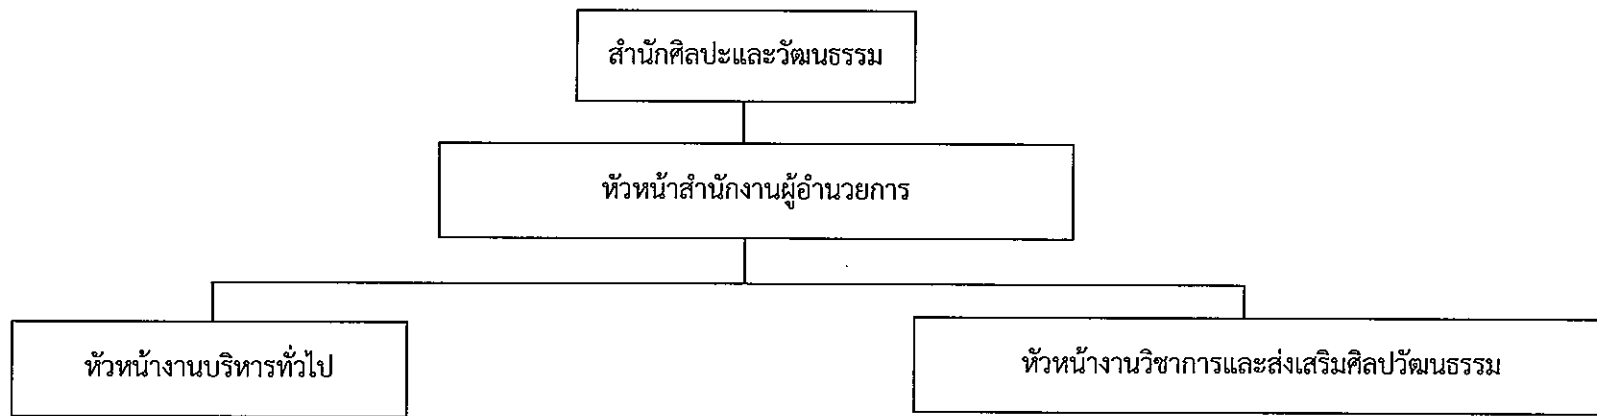 สำนักศิลปะและวัฒนธรรม
หัวหน้าสำนักงานผู้อำนวยการ
หัวหน้างานบริหารทั่วไป
หัวหน้างานวิชาการและส่งเสริมศิลปวัฒนธรรม